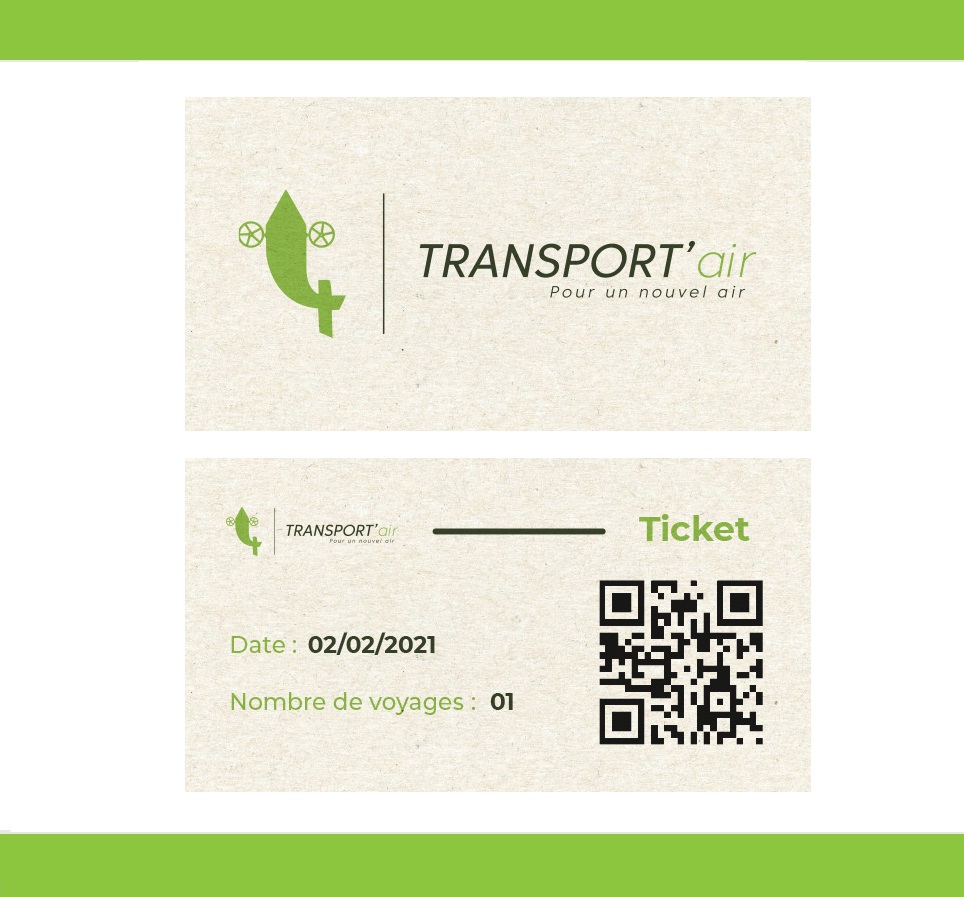 TRANSPORT’air
Pour un nouvel air
TRANSPORT’air
Pour un nouvel air
Ticket
Date : 02/02/2021
Nombre de voyages : 01